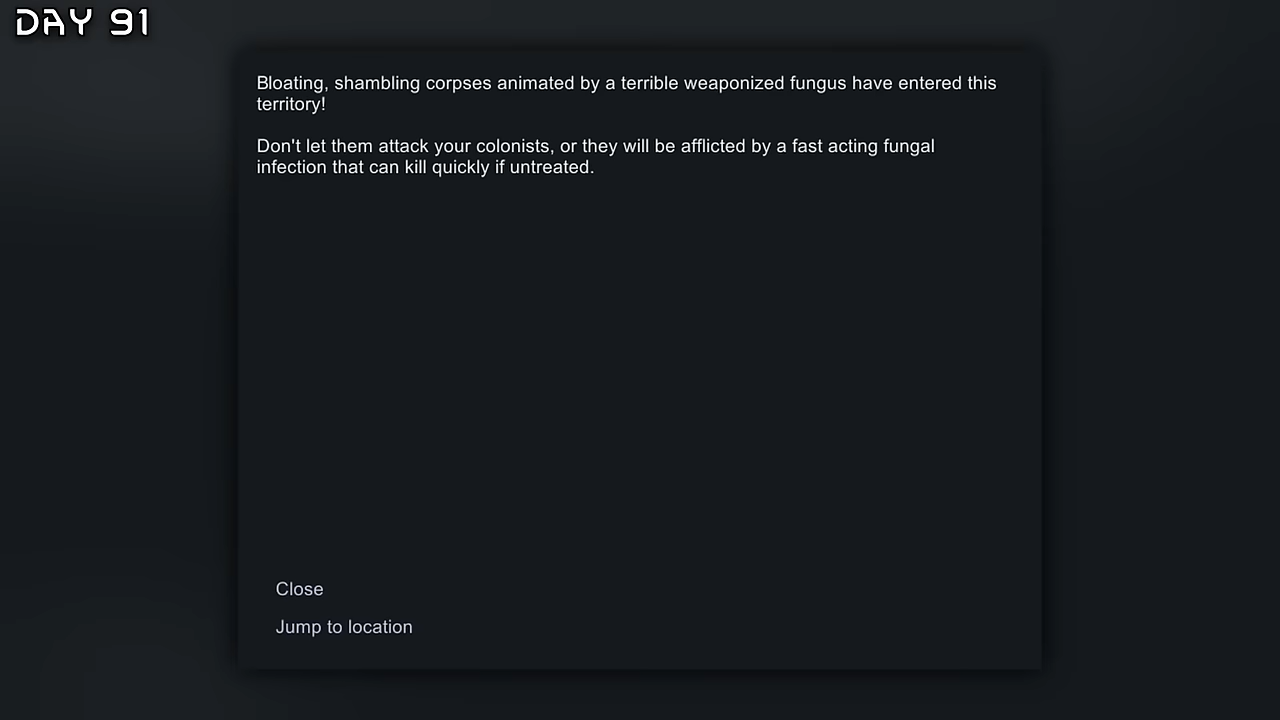 DAY 91
Bloating, shambling corpses animated by a terrible weaponized fungus have entered this
territory!
Don't let them attack your colonists, or they will be afflicted by a fast acting fungal
infection that can kill quickly if untreated.
Close
Jump to location